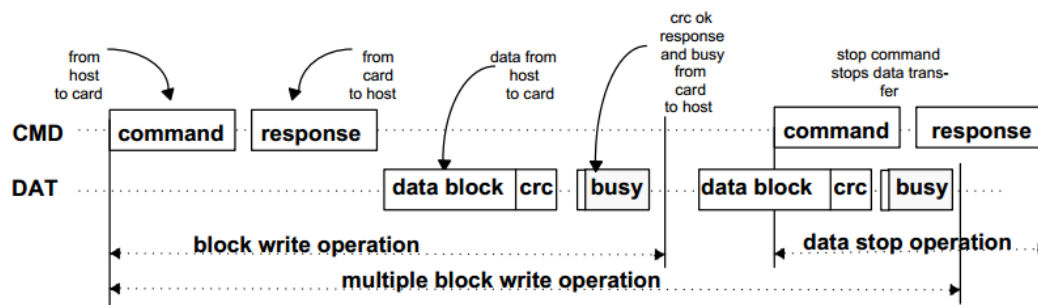 from
host
to card
from
card
to host
data from
host
to card
crc ok
response
and busy
from
card
to host
stop command
stops data trans-
fer
CMD
command
response
command
response
DAT
data block
crc
busy
data block
crc
busy
block write operation
data stop operation
multiple block write operation